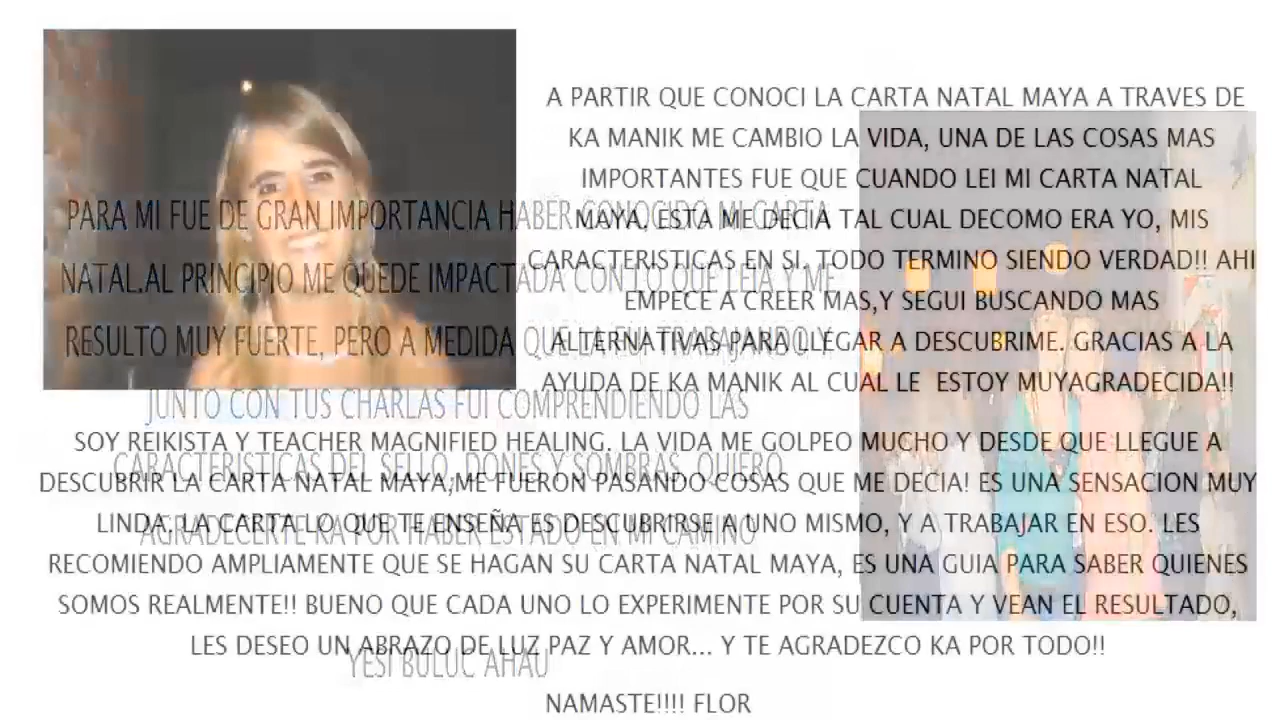 A PARTIR QUE CONOCI LA CARTA NATAL MAYA A TRAVES DE
KA MANIK ME CAMBIO LA VIDA, UNA DE LAS COSAS MAS
IMPORTANTES FUE QUE CUANDO LEI MI CARTA NATAL
MAYA, ESTA ME DECIA TAL CUAL DECOMO ERA YO, MIS
CARACTERISTICAS EN SI. TODO TERMINO SIENDO VERDAD!! AHI
EMPECE A CREER MAS,Y SEGUI BUSCANDO MAS
ALTERNATIVAS PARA LLEGAR A DESCUBRIME. GRACIAS A LA
AYUDA DE KA MANIK AL CUAL LE ESTOY MUYAGRADECIDA!!
SOY REIKISTA Y TEACHER MAGNIFIED HEALING. LA VIDA ME GOLPEO MUCHO Y DESDE QUE LLEGUE A
DESCUBRIR LA CARTA NATAL MAYA,ME FUERON PASANDO COSAS QUE ME DECIA! ES UNA SENSACION MUY
LINDA. LA CARTA LO QUE TE ENSEÑA ES DESCUBRIRSE A UNO MISMO, Y A TRABAJAR EN ESO. LES
RECOMIENDO AMPLIAMENTE QUE SE HAGAN SU CARTA NATAL MAYA, ES UNA GUIA PARA SABER QUIENES
SOMOS REALMENTE!! BUENO QUE CADA UNO LO EXPERIMENTE POR SU CUENTA Y VEAN EL RESULTADO,
LES DESEO UN ABRAZO DE LUZ PAZ Y AMOR... Y TE AGRADEZCO KA POR TODO!!
NAMASTE!!!! FLOR
PARA MI FUE DE GRAN IMPORTANCIA HABER CONOCIDO MI CARTA
NATAL.AL PRINCIPIO ME QUEDE IMPACTADA CON LO QUE LEIA Y ME
RESULTO MUY FUERTE, PERO A MEDIDA QUE LA FUI TRABAJANDO Y
JUNTO CON TUS CHARLAS FUI COMPRENDIENDO LAS
CARACTERISTICAS DEL SELLO, DONES Y SOMBRAS. QUIERO
AGRADECERTE KA POR HABER ESTADO EN MI CAMINO
YESI BULUC AHAU